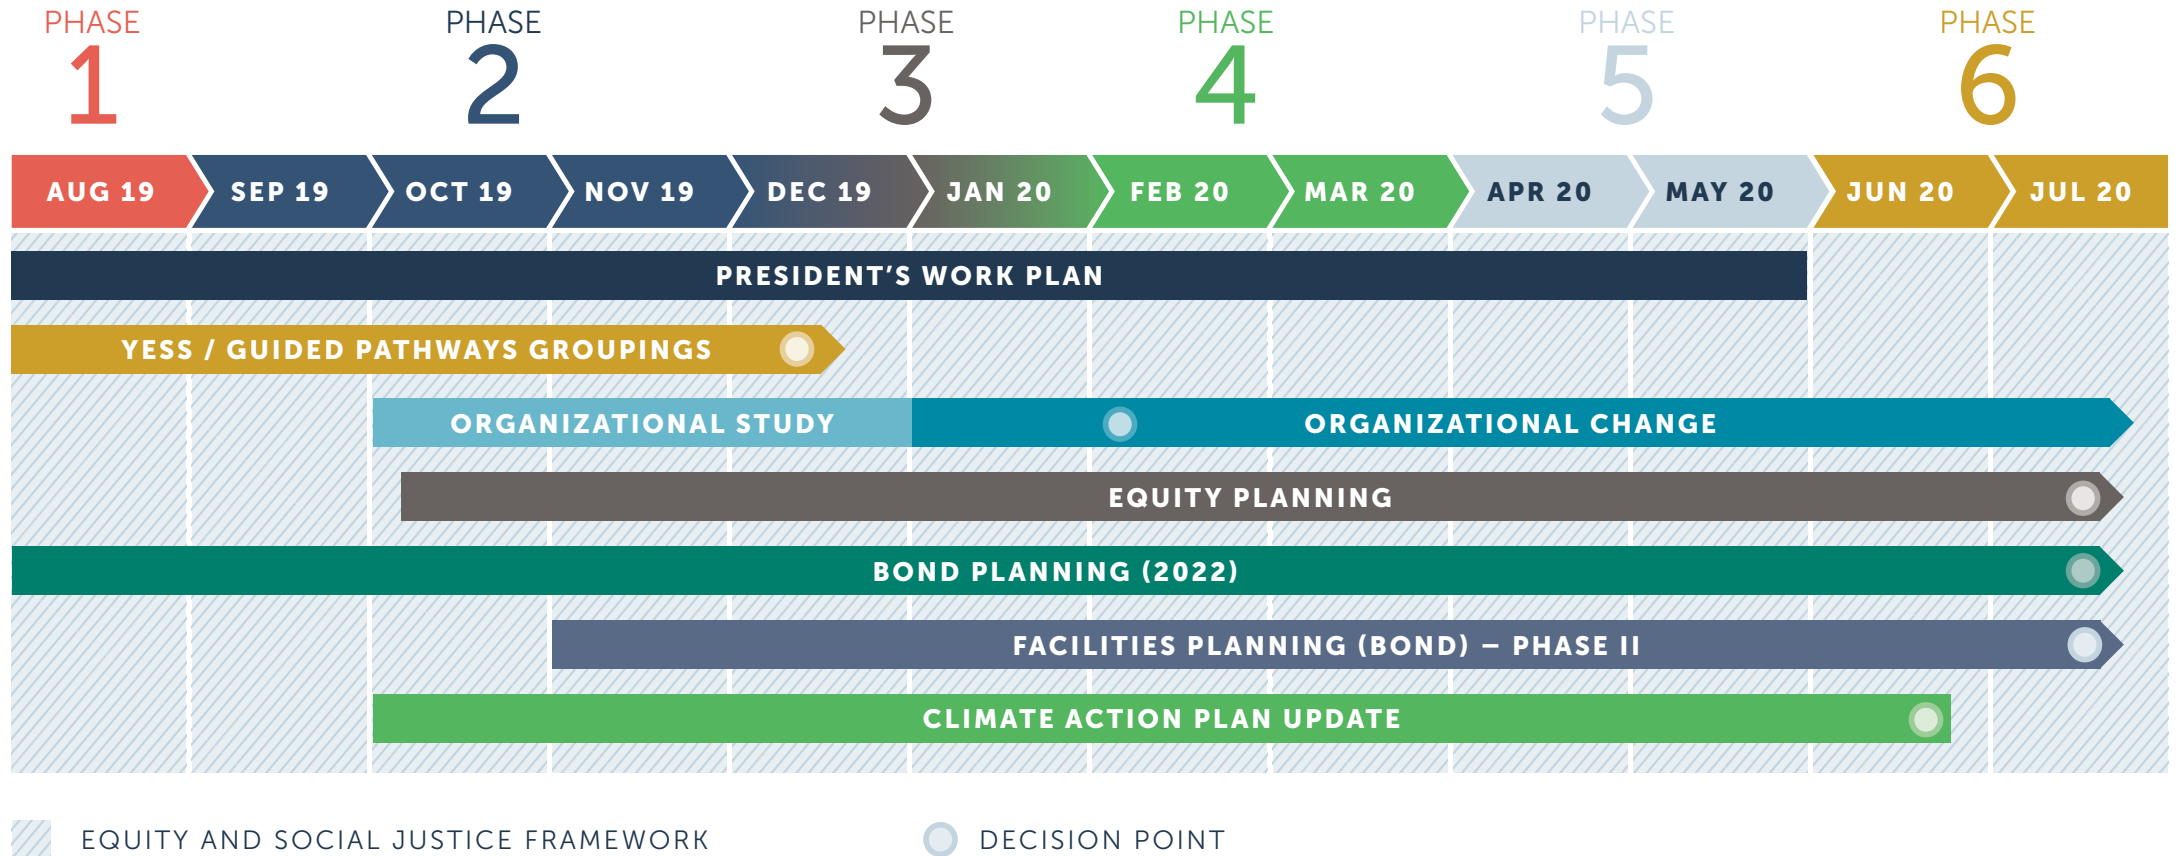 PHASE
1
PHASE
2
PHASE
3
PHASE
4
PHASE
5
PHASE
6
AUG 19
SEP 19
OCT 19
NOV 19
DEC 19
JAN 20
FEB 20
MAR 20
APR 20
MAY 20
JUN 20
JUL 20
PRESIDENT’S WORK PLAN
YESS / GUIDED PATHWAYS GROUPINGS
ORGANIZATIONAL STUDY
ORGANIZATIONAL CHANGE
EQUITY PLANNING
BOND PLANNING (2022)
FACILITIES PLANNING (BOND) – PHASE II
CLIMATE ACTION PLAN UPDATE
EQUITY AND SOCIAL JUSTICE FRAMEWORK
DECISION POINT